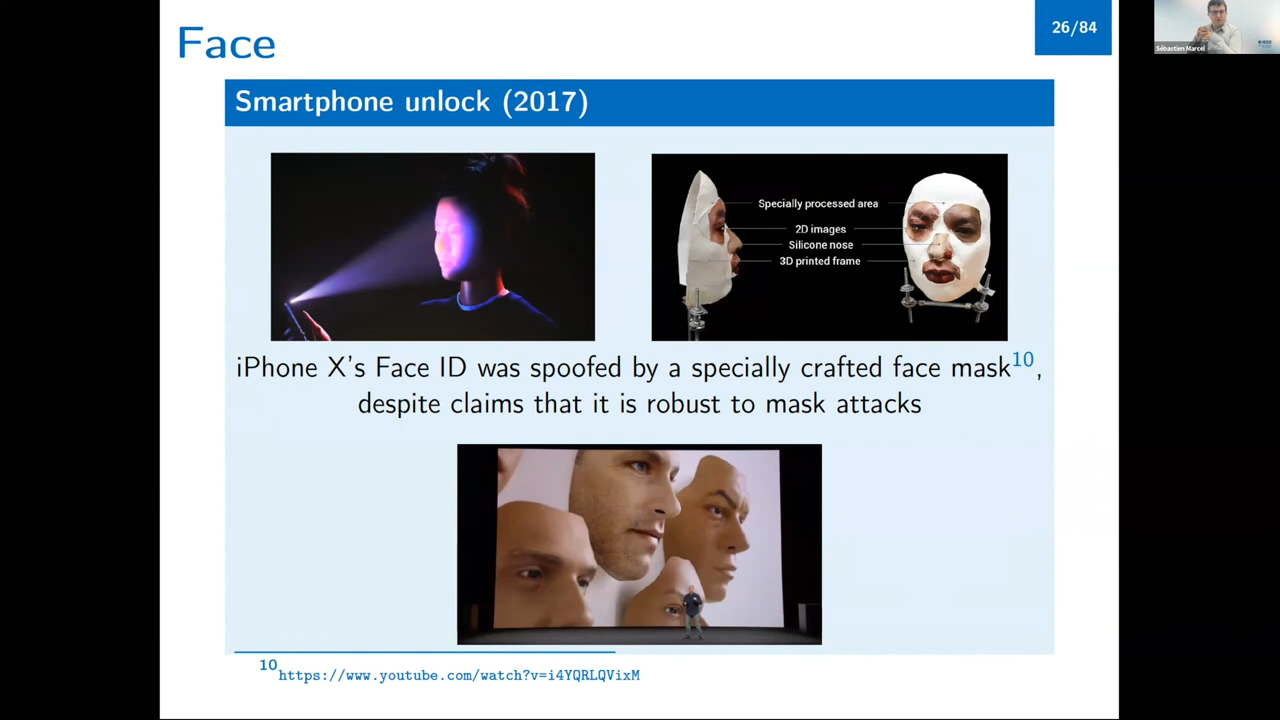 Face
26/84
Sébastien Marcel
IEEE
Smartphone unlock (2017)
Specially processed area
2D images
Silicone nose
3D printed frame
iPhone X's Face ID was spoofed by a specially crafted face mask10,
despite claims that it is robust to mask attacks
10https://www.youtube.com/watch?v=i4YQRLQVixM